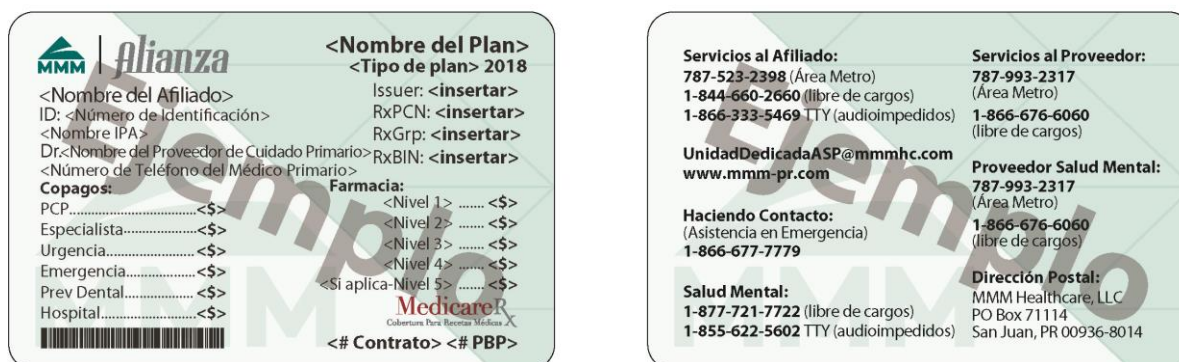 MMM | Alianza
<Nombre del Plan>
<Tipo de plan> 2018
<Nombre del Afiliado>
ID: <Número de Identificación>
<Nombre IPA>
Dr.<Nombre del Proveedor de Cuidado Primario>
<Número de Teléfono del Médico Primario>
Issuer: <insertar>
RxPCN: <insertar>
RxGrp: <insertar>
RxBIN: <insertar>
Copagos:
PCP..............................<$>
Especialista.................<$>
Urgencia......................<$>
Emergencia................<$>
Prev Dental................<$>
Hospital......................<$>
Farmacia:
<Nivel 1> ....... <$>
<Nivel 2> ....... <$>
<Nivel 3> ....... <$>
<Nivel 4> ....... <$>
<Si aplica-Nivel 5> ....... <$>
MedicareRx
Cobertura Para Recetas Médicas
<# Contrato> <# PBP>
Ejemplo
MMM
Servicios al Afiliado:
787-523-2398 (Área Metro)
1-844-660-2660 (libre de cargos)
1-866-333-5469 TTY (audioimpedidos)
UnidadDedicadaASP@mmmhc.com
www.mmm-pr.com
Haciendo Contacto:
(Asistencia en Emergencia)
1-866-677-7779
Salud Mental:
1-877-721-7722 (libre de cargos)
1-855-622-5602 TTY (audioimpedidos)
Servicios al Proveedor:
787-993-2317
(Área Metro)
1-866-676-6060
(libre de cargos)
Proveedor Salud Mental:
787-993-2317
(Área Metro)
1-866-676-6060
(libre de cargos)
Dirección Postal:
MMM Healthcare, LLC
PO Box 71114
San Juan, PR 00936-8014
Ejemplo
MMM